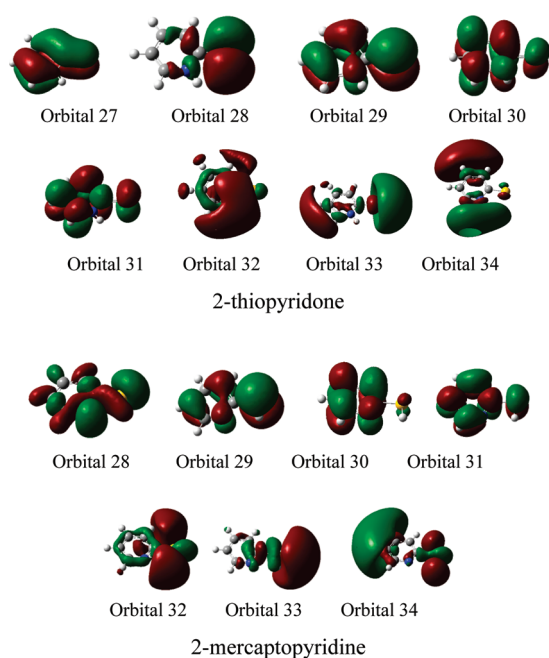 Orbital 27 Orbital 28 Orbital 29 Orbital 30
Orbital 31 Orbital 32 Orbital 33 Orbital 34
2-thiopyridone
Orbital 28 Orbital 29 Orbital 30 Orbital 31
Orbital 32 Orbital 33 Orbital 34
2-mercaptopyridine